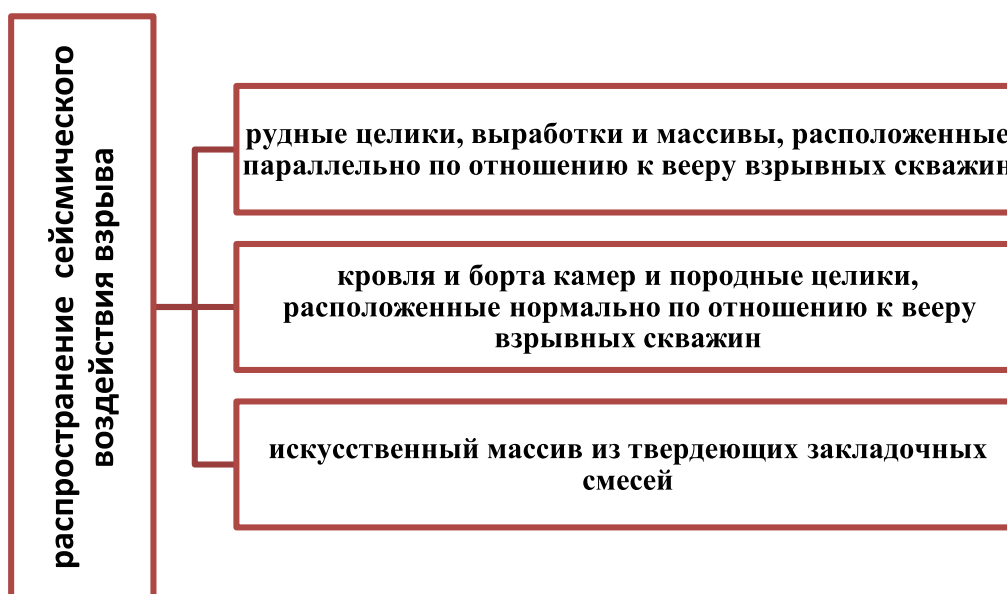 распространение сейсмического
воздействия взрыва
рудные целики, выработки и массивы, расположенные
параллельно по отношению к вееру взрывных скважин
кровля и борта камер и породные целики,
расположенные нормально по отношению к вееру
взрывных скважин
искусственный массив из твердеющих закладочных
смесей